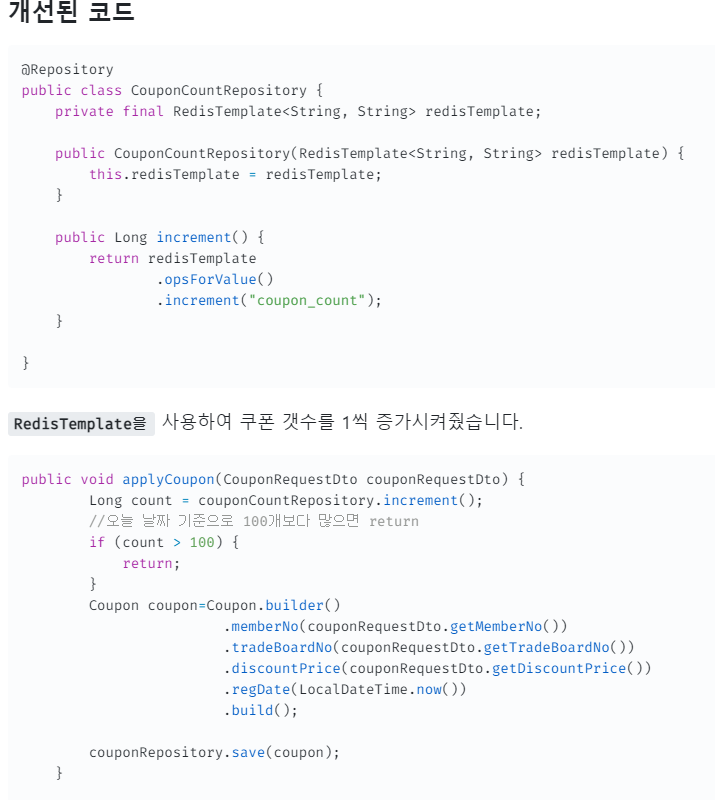 개선된 코드
@Repository
public class CouponCountRepository {
    private final RedisTemplate<String, String> redisTemplate;

    public CouponCountRepository(RedisTemplate<String, String> redisTemplate) {
        this.redisTemplate = redisTemplate;
    }

    public Long increment() {
        return redisTemplate
                .opsForValue()
                .increment("coupon_count");
    }

}
RedisTemplate을 사용하여 쿠폰 갯수를 1씩 증가시켜줬습니다.
public void applyCoupon(CouponRequestDto couponRequestDto) {
        Long count = couponCountRepository.increment();
        //오늘 날짜 기준으로 100개보다 많으면 return
        if (count > 100) {
            return;
        }
        Coupon coupon=Coupon.builder()
                        .memberNo(couponRequestDto.getMemberNo())
                        .tradeBoardNo(couponRequestDto.getTradeBoardNo())
                        .discountPrice(couponRequestDto.getDiscountPrice())
                        .regDate(LocalDateTime.now())
                        .build();

        couponRepository.save(coupon);
    }